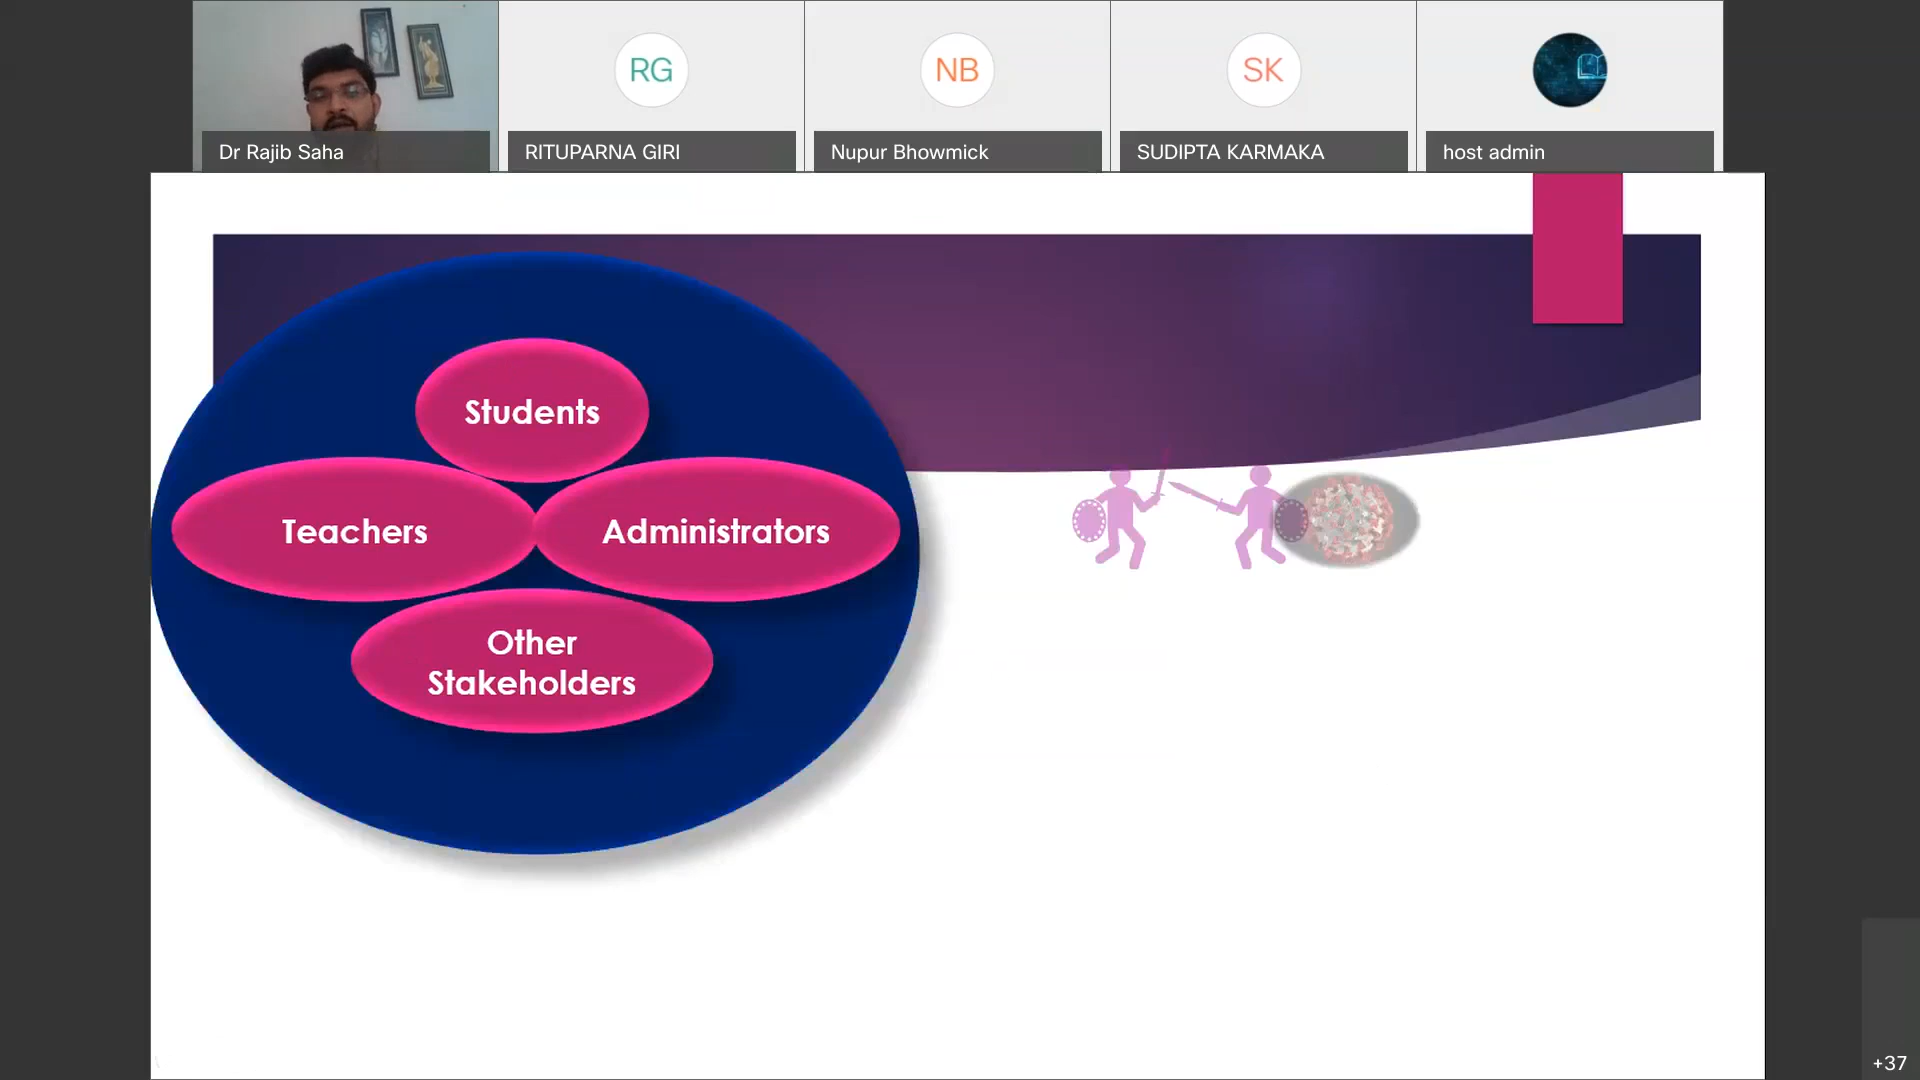 RG
NB
SK
Dr Rajib Saha
RITUPARNA GIRI
Nupur Bhowmick
SUDIPTA KARMAKA
host admin
Students
Teachers
Administrators
Other
Stakeholders
+37